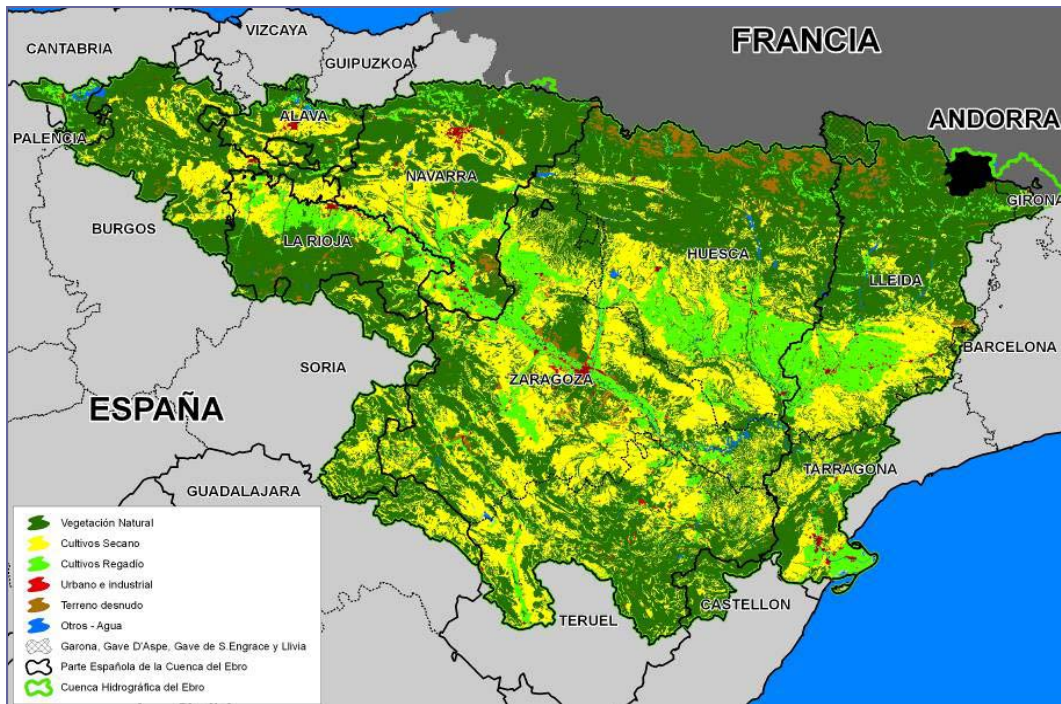 VIZCAYA
CANTABRIA
FRANCIA
GUIPUZKOA
ALAVA
ANDORRA
PALENCIA
NAVARRA
GIRONA
BURGOS
LA RIOJA
HUESCA
LLEIDA
BARCELONA
SORIA
ZARAGOZA
ESPAÑA
TARRAGONA
GUADALAJARA
CASTELLON
TERUEL
Vegetación Natural
Cultivos Secano
Cultivos Regadío
Urbano e industrial
Terreno desnudo
Otros - Agua
Garona, Gave D'Aspe, Gave de S.Engrace y Llivia
Parte Española de la Cuenca del Ebro
Cuenca Hidrográfica del Ebro